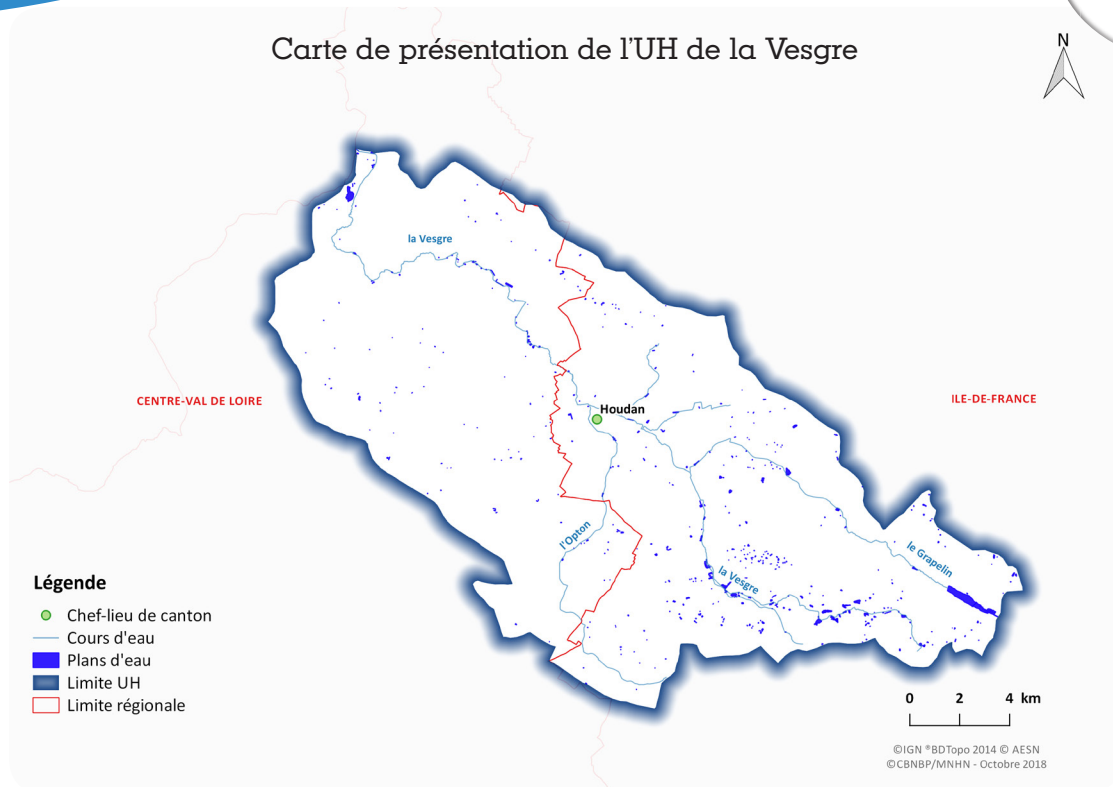 Carte de présentation de l'UH de la Vesgre
N
la Vesgre
CENTRE-VAL DE LOIRE
ILE-DE-FRANCE
Houdan
l'Opton
le Grapelin
la Vesgre
Légende
Chef-lieu de canton
Cours d'eau
Plans d'eau
Limite UH
Limite régionale
0 2 4 km
©IGN ®BDTopo 2014 © AESN
©CBNBP/MNHN - Octobre 2018